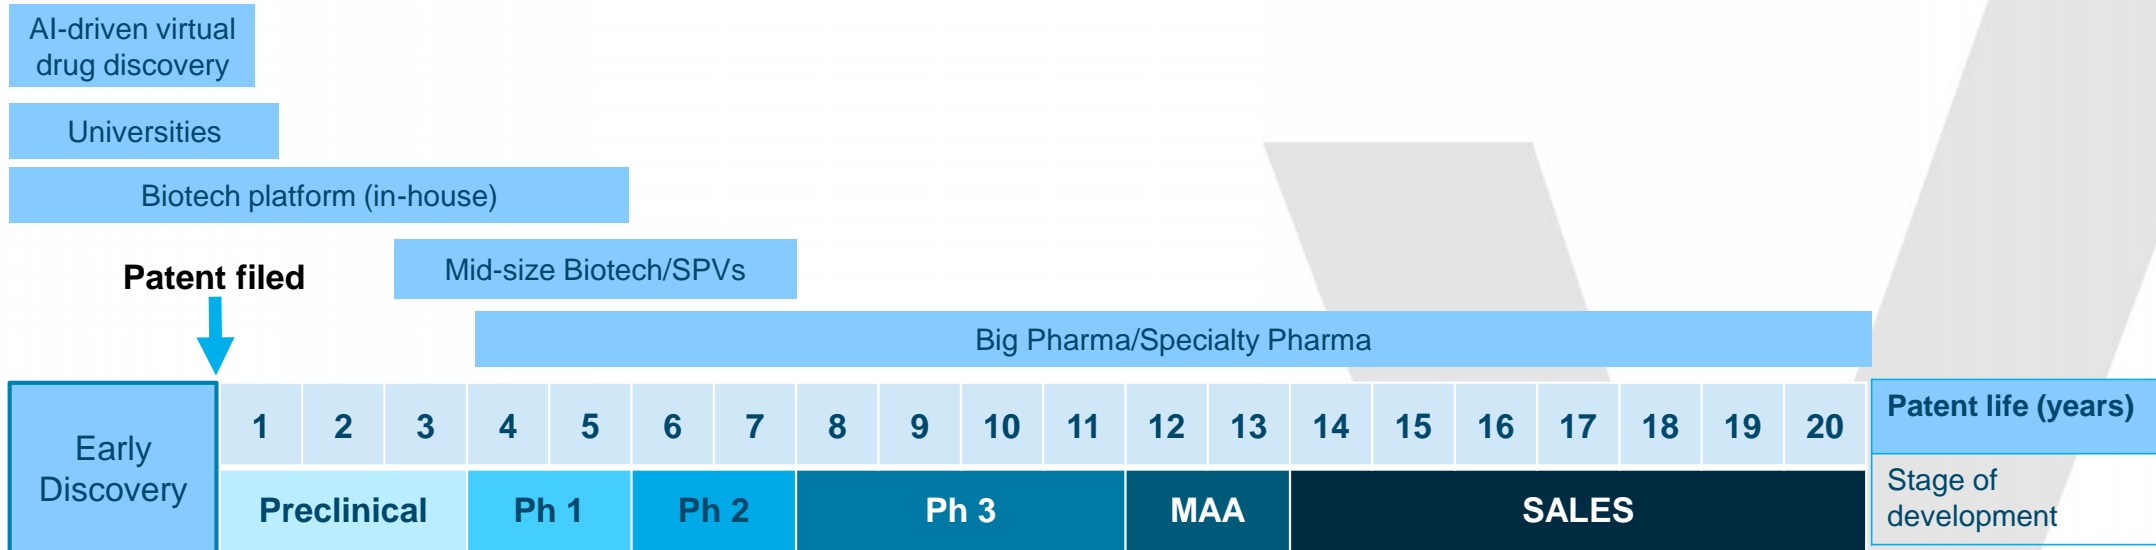 AI-driven virtual
drug discovery
Universities
Biotech platform (in-house)
Mid-size Biotech/SPVs
Patent filed
Big Pharma/Specialty Pharma
Early
Discovery
1 2 3 4 5 6 7 8 9 10 11 12 13 14 15 16 17 18 19 20
Patent life (years)
Preclinical Ph 1 Ph 2 Ph 3 MAA SALES
Stage of
development